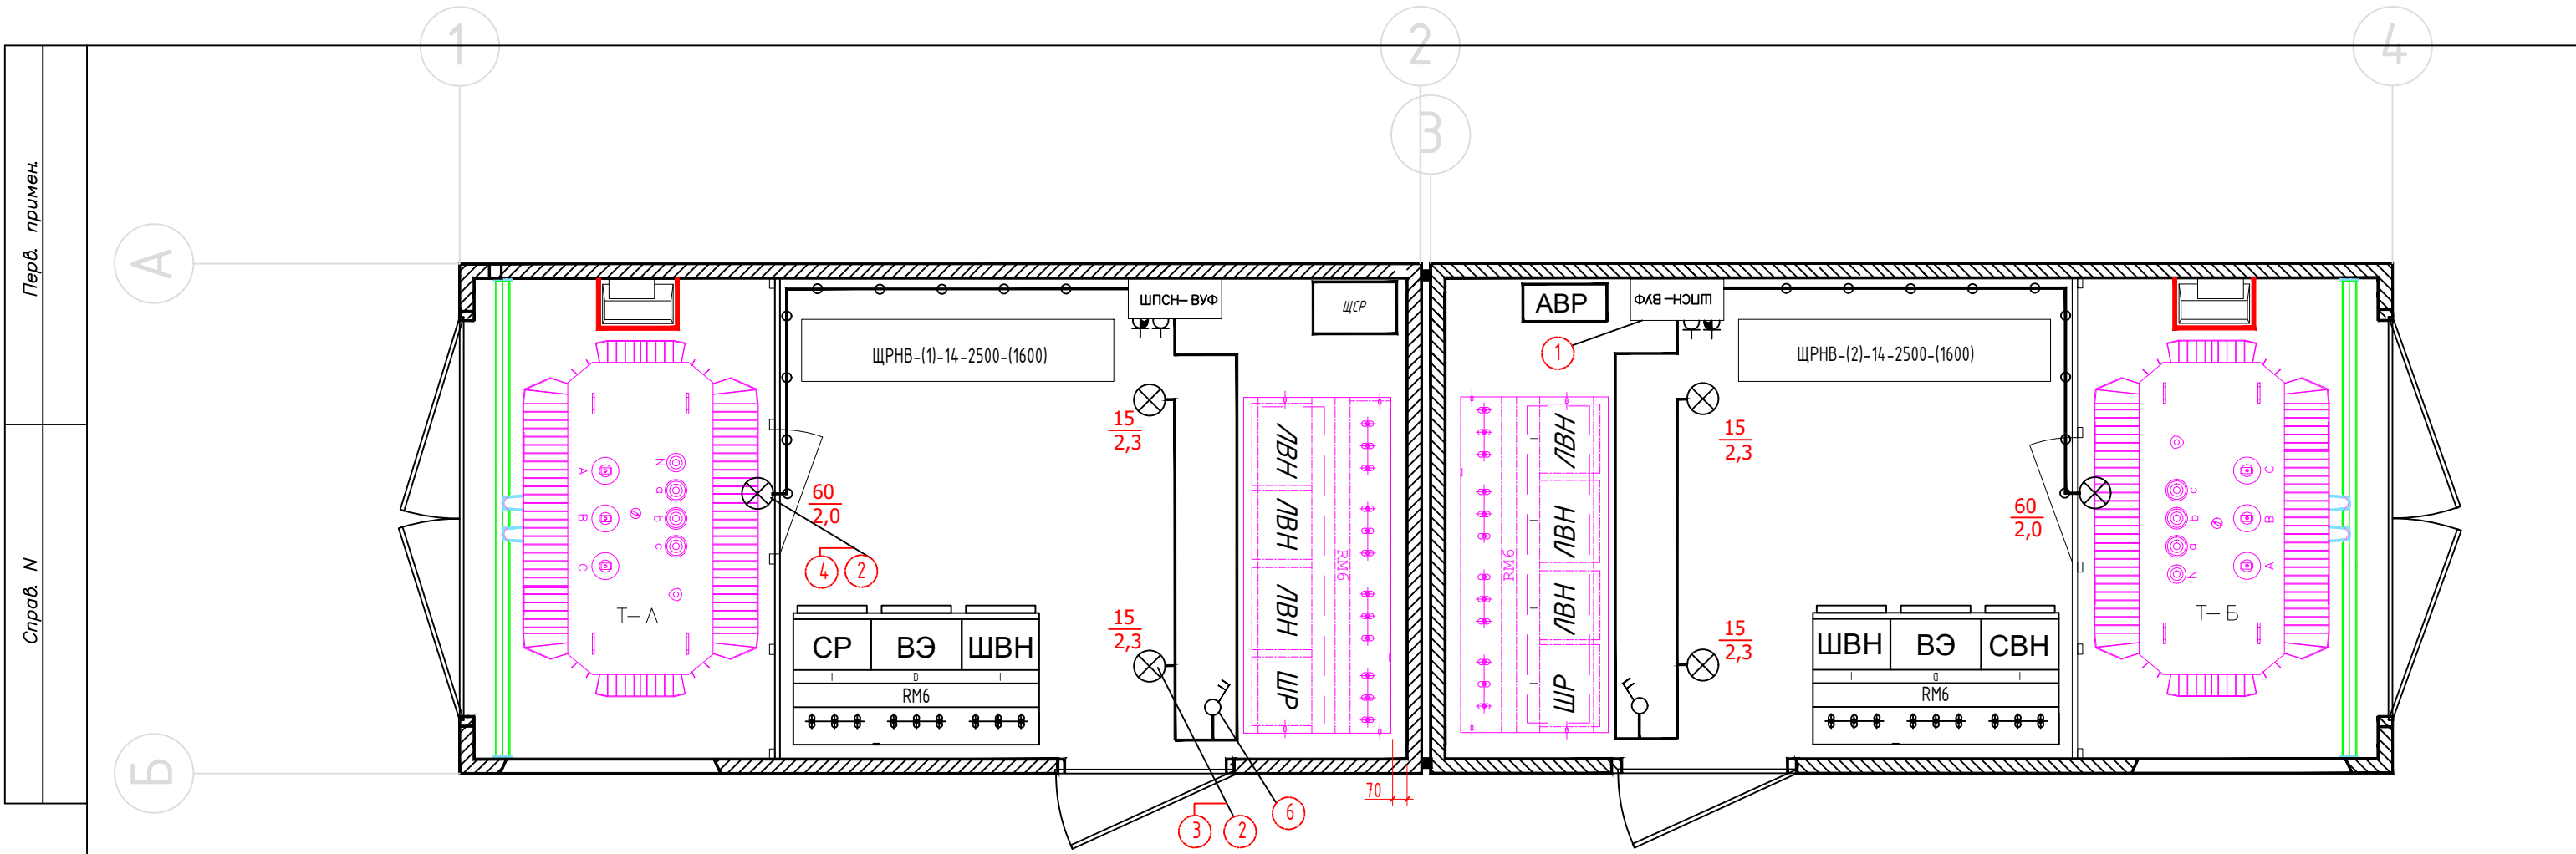 1
2
4
3
А
Б
Перв. примен.
Справ. N
ШПСН-ВУФ
ЩСР
АВР
ШПСН-ВУФ
1
ЩРНВ-(1)-14-2500-(1600)
ЩРНВ-(2)-14-2500-(1600)
15
2,3
15
2,3
60
2,0
60
2,0
15
2,3
15
2,3
A
B
C
N
a
b
c
Т-А
C
B
A
c
b
a
N
Т-Б
4
2
ЛВН
ЛВН
ЛВН
ШР
RM6
ЛВН
ЛВН
ЛВН
ШР
RM6
СР
ВЭ
ШВН
RM6
ШВН
ВЭ
СВН
RM6
70
3
2
6